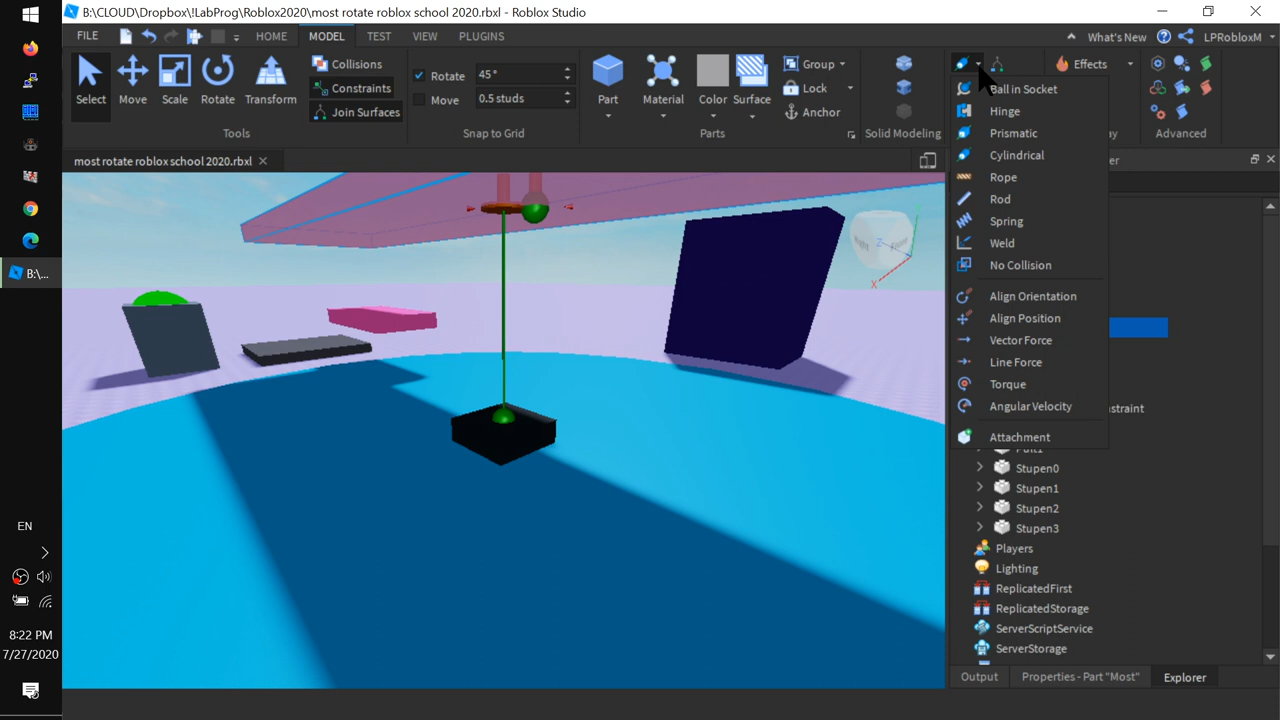 B:\CLOUD\Dropbox\!LabProg\Roblox2020\most rotate roblox school 2020.rbxl - Roblox Studio
FILE HOME MODEL TEST VIEW PLUGINS What's New LPRobloxM
Select Move Scale Rotate Transform
Collisions
Constraints
Join Surfaces
Tools
Rotate 45°
Move 0.5 studs
Snap to Grid
Part Material Color Surface
Group
Lock
Anchor
Parts
Solid Modeling
Effects
Advanced
most rotate roblox school 2020.rbxl
Ball in Socket
Hinge
Prismatic
Cylindrical
Rope
Rod
Spring
Weld
No Collision
Align Orientation
Align Position
Vector Force
Line Force
Torque
Angular Velocity
Attachment
Stupen0
Stupen1
Stupen2
Stupen3
Players
Lighting
ReplicatedFirst
ReplicatedStorage
ServerScriptService
ServerStorage
Output Properties - Part "Most" Explorer
Z
X
B:\...
EN
8:22 PM
7/27/2020